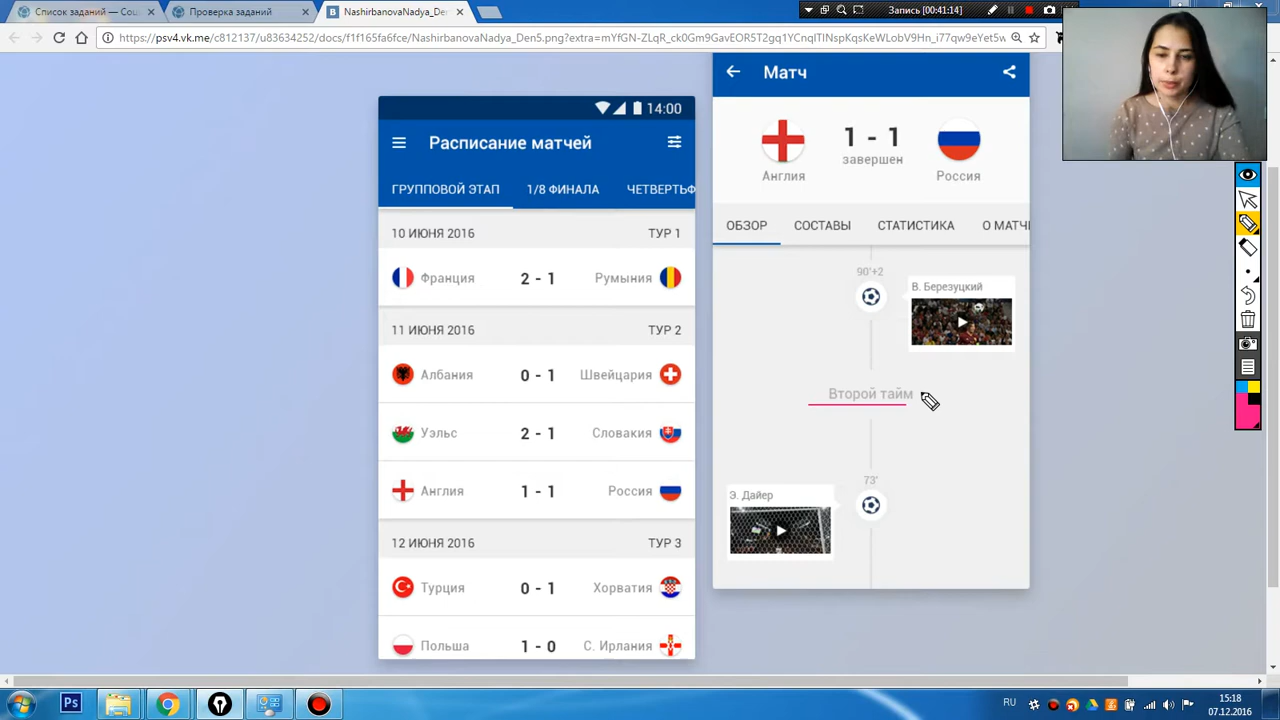 Список заданий — Соци
Проверка заданий
NashirbanovaNadya_Den
Запись (00:41:14)
https://psv4.vk.me/c812137/u83634252/docs/f1f165fa6fce/NashirbanovaNadya_Den5.png?extra=
14:00
Расписание матчей
ГРУППОВОЙ ЭТАП 1/8 ФИНАЛА ЧЕТВЕРТЬФ
10 ИЮНЯ 2016 ТУР 1
Франция 2 - 1 Румыния
11 ИЮНЯ 2016 ТУР 2
Албания 0 - 1 Швейцария
Уэльс 2 - 1 Словакия
Англия 1 - 1 Россия
12 ИЮНЯ 2016 ТУР 3
Турция 0 - 1 Хорватия
Польша 1 - 0 С. Ирландия
Матч
1 - 1
завершен
Англия Россия
ОБЗОР СОСТАВЫ СТАТИСТИКА О МАТЧ
90'+2
В. Березуцкий
Второй тайм
73'
Э. Дайер
Ps
RU
15:18
07.12.2016